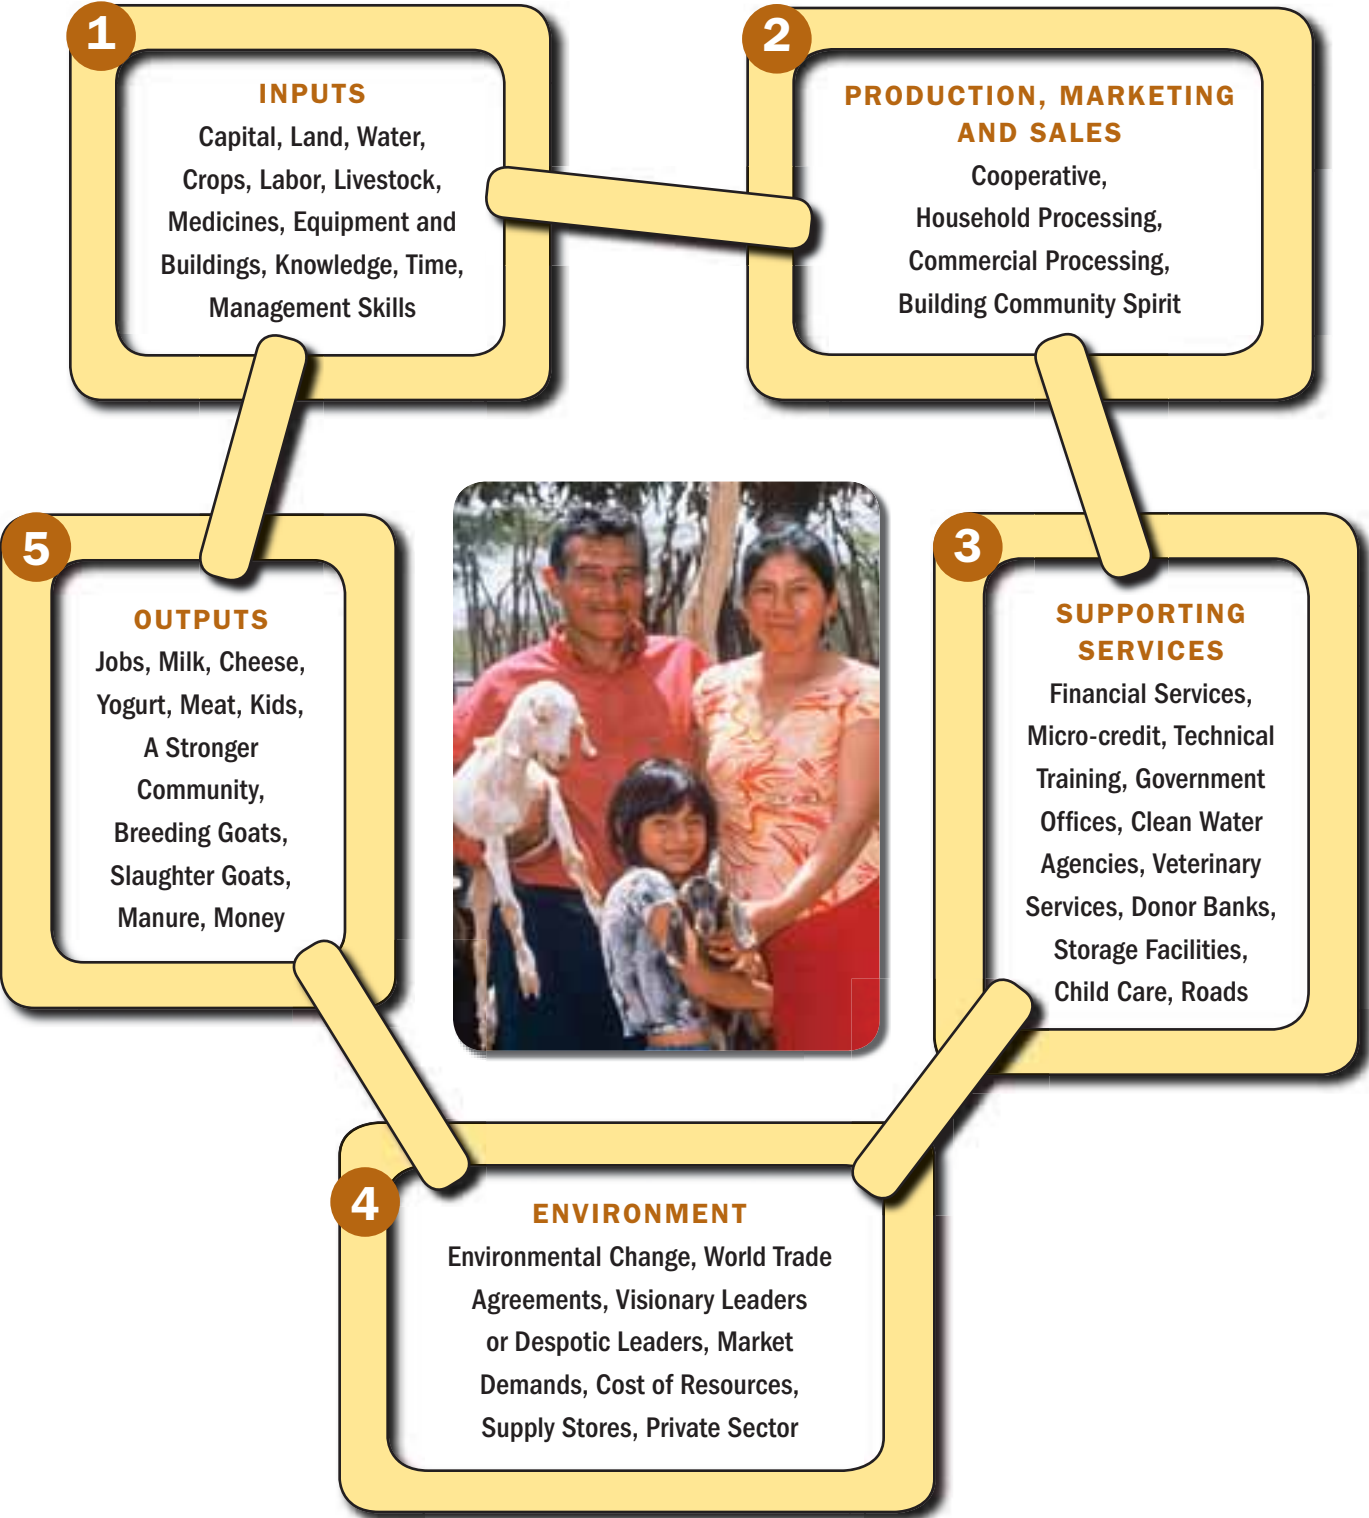 1
INPUTS
Capital, Land, Water,
Crops, Labor, Livestock,
Medicines, Equipment and
Buildings, Knowledge, Time,
Management Skills
2
PRODUCTION, MARKETING
AND SALES
Cooperative,
Household Processing,
Commercial Processing,
Building Community Spirit
3
SUPPORTING
SERVICES
Financial Services,
Micro-credit, Technical
Training, Government
Offices, Clean Water
Agencies, Veterinary
Services, Donor Banks,
Storage Facilities,
Child Care, Roads
4
ENVIRONMENT
Environmental Change, World Trade
Agreements, Visionary Leaders
or Despotic Leaders, Market
Demands, Cost of Resources,
Supply Stores, Private Sector
5
OUTPUTS
Jobs, Milk, Cheese,
Yogurt, Meat, Kids,
A Stronger
Community,
Breeding Goats,
Slaughter Goats,
Manure, Money